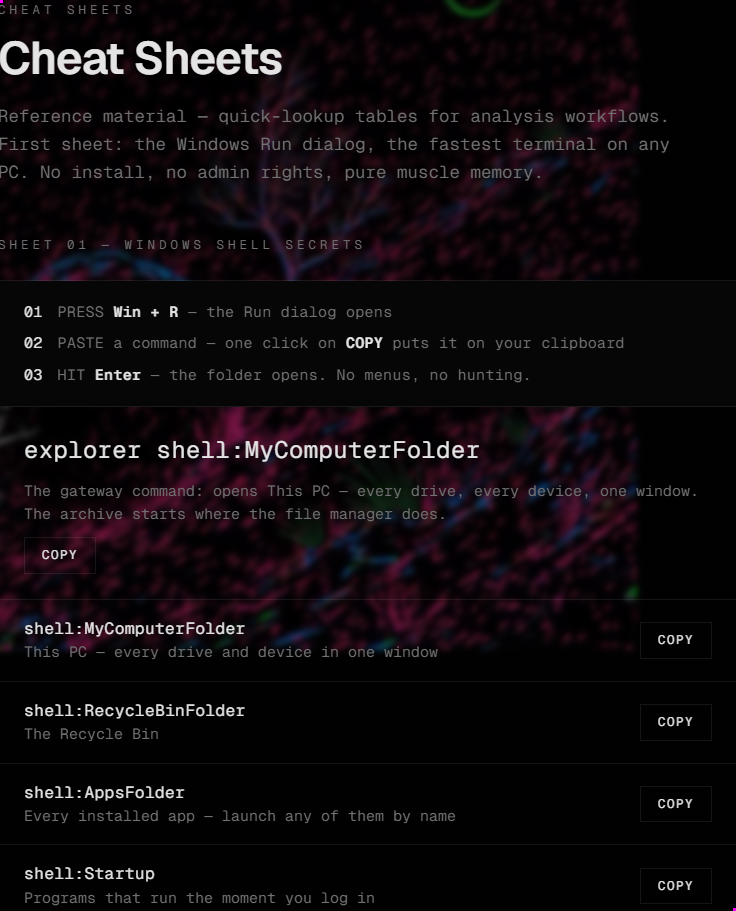 CHEAT SHEETS
Cheat Sheets
Reference material — quick-lookup tables for analysis workflows.
First sheet: the Windows Run dialog, the fastest terminal on any
PC. No install, no admin rights, pure muscle memory.
SHEET 01 — WINDOWS SHELL SECRETS
01 PRESS Win + R — the Run dialog opens
02 PASTE a command — one click on COPY puts it on your clipboard
03 HIT Enter — the folder opens. No menus, no hunting.
explorer shell:MyComputerFolder
The gateway command: opens This PC — every drive, every device, one window.
The archive starts where the file manager does.
COPY
shell:MyComputerFolder
This PC — every drive and device in one window
COPY
shell:RecycleBinFolder
The Recycle Bin
COPY
shell:AppsFolder
Every installed app — launch any of them by name
COPY
shell:Startup
Programs that run the moment you log in
COPY